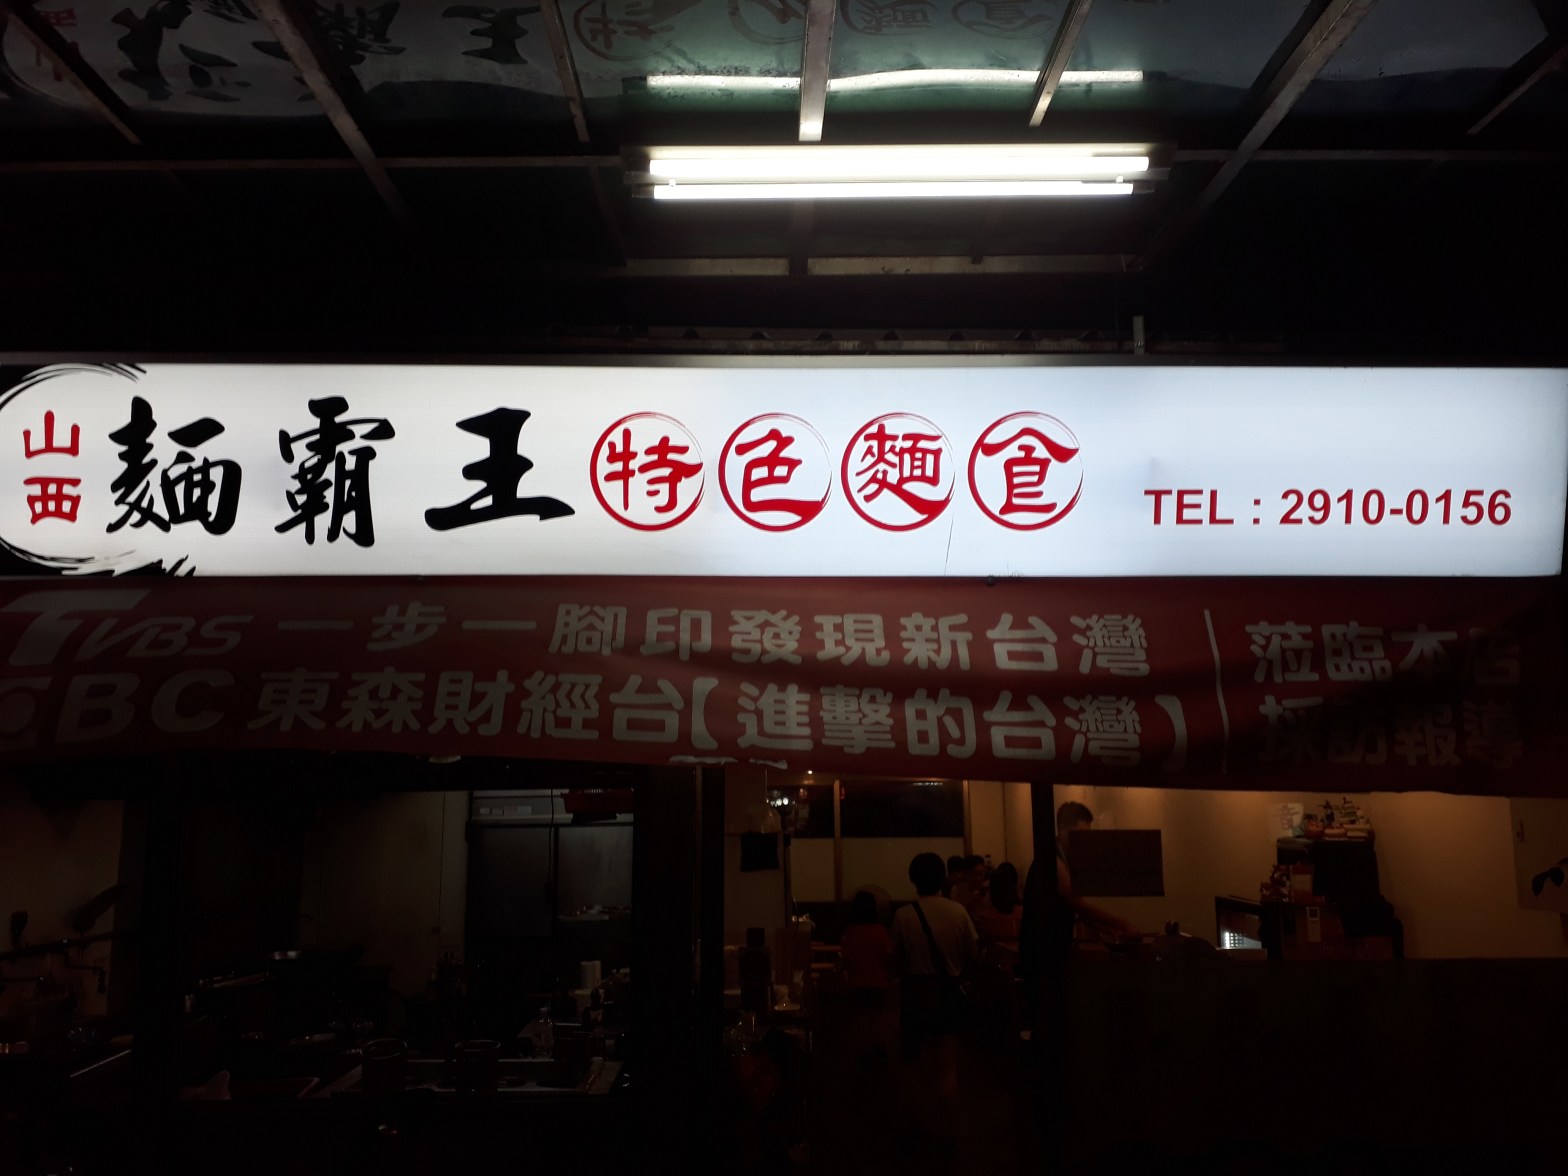 山西
麵霸王 特色麵食 TEL：2910-0156
TVBS 一步一腳印發現新台灣 蒞臨本店
EBC 東森財經台【進擊的台灣】 採訪報導